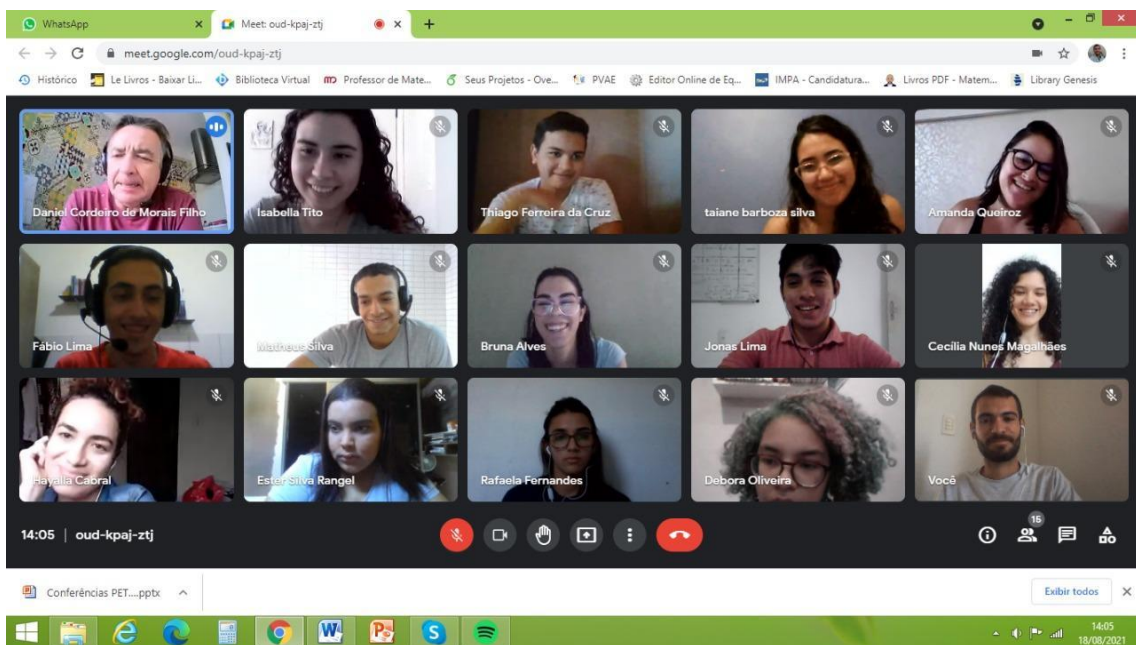 WhatsApp
Meet: oud-kpaj-ztj
meet.google.com/oud-kpaj-ztj
Histórico
Le Livros - Baixar Li...
Biblioteca Virtual
Professor de Mate...
Seus Projetos - Ove...
PVAE
Editor Online de Eq...
IMPA - Candidatura...
Livros PDF - Matem...
Library Genesis
Daniel Cordeiro de Morais Filho
Isabella Tito
Thiago Ferreira da Cruz
taiane barboza silva
Amanda Queiroz
Fábio Lima
Matheus Silva
Bruna Alves
Jonas Lima
Cecília Nunes Magalhães
Hayalla Cabral
Ester Silva Rangel
Rafaela Fernandes
Debora Oliveira
Você
14:05 | oud-kpaj-ztj
15
Conferências PET....pptx
Exibir todos
14:05
18/08/2021